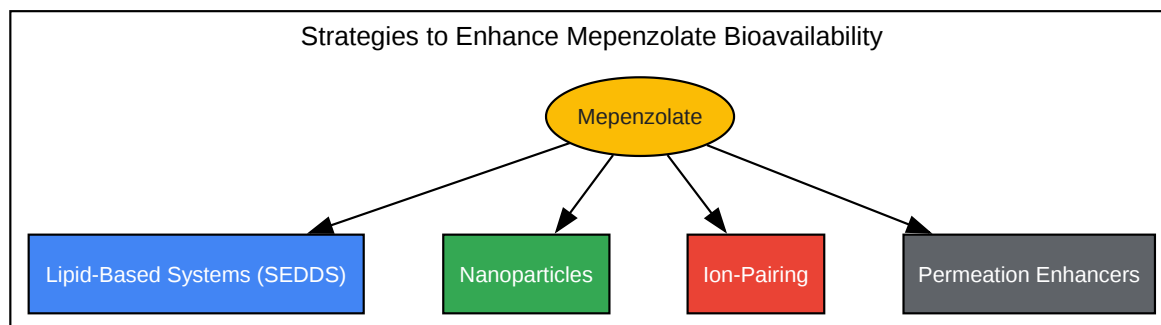 Strategies to Enhance Mepenzolate Bioavailability
Mepenzolate
Lipid-Based Systems (SEDDS)
Nanoparticles
Ion-Pairing
Permeation Enhancers